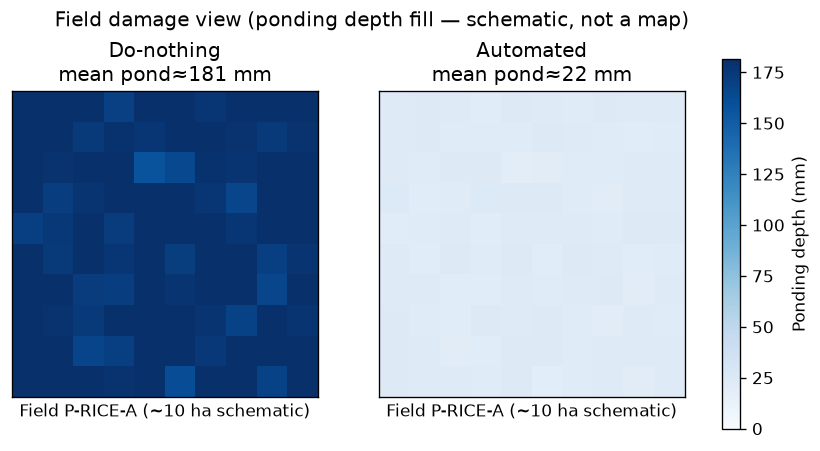 Field damage view (ponding depth fill — schematic, not a map)
Do-nothing
mean pond≈181 mm
Automated
mean pond≈22 mm
Field P-RICE-A (~10 ha schematic)
Field P-RICE-A (~10 ha schematic)
175
150
125
100
75
50
25
0
Ponding depth (mm)